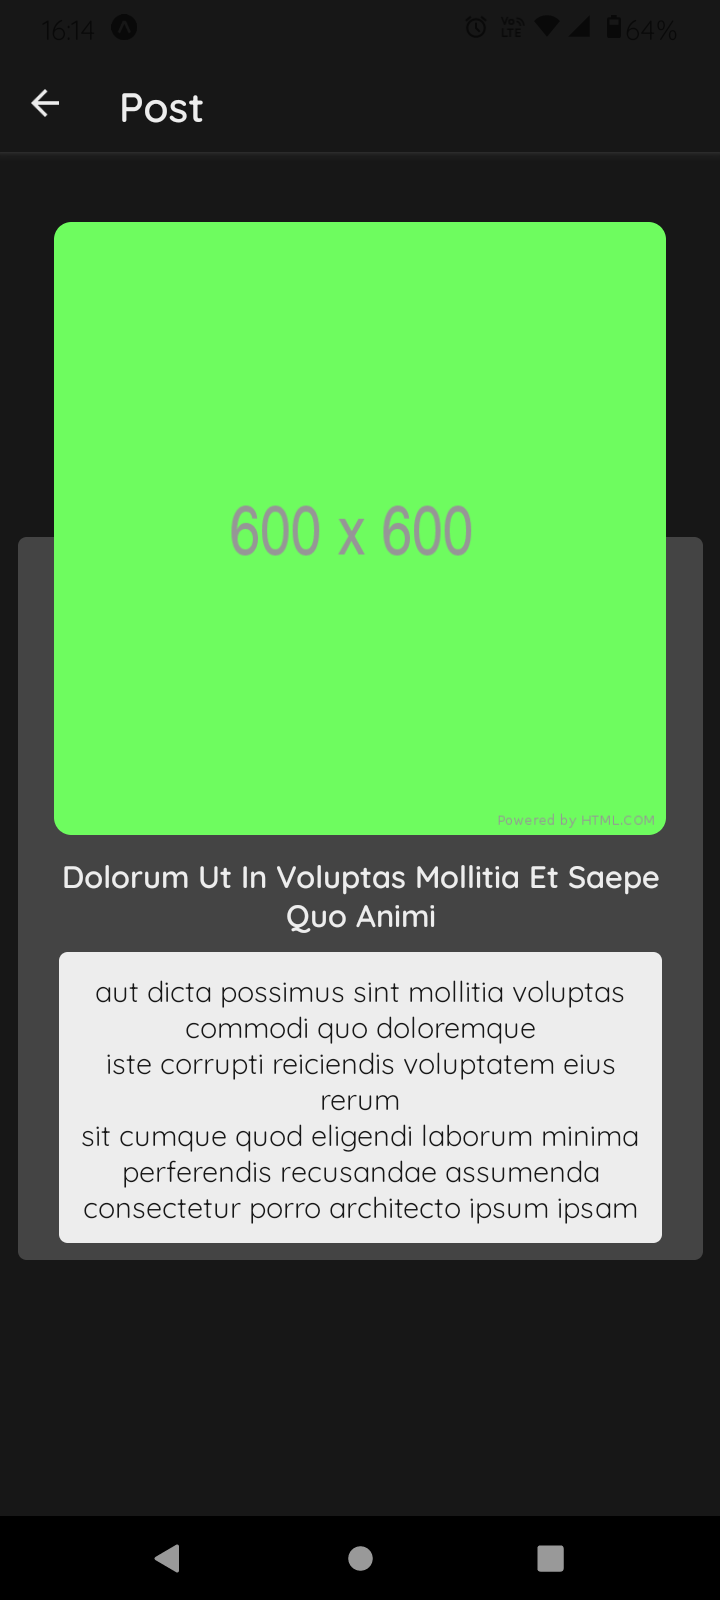 16:14
Vo
LTE
64%
Post
600 x 600
Powered by HTML.COM
Dolorum Ut In Voluptas Mollitia Et Saepe
Quo Animi
aut dicta possimus sint mollitia voluptas
commodi quo doloremque
iste corrupti reiciendis voluptatem eius
rerum
sit cumque quod eligendi laborum minima
perferendis recusandae assumenda
consectetur porro architecto ipsum ipsam